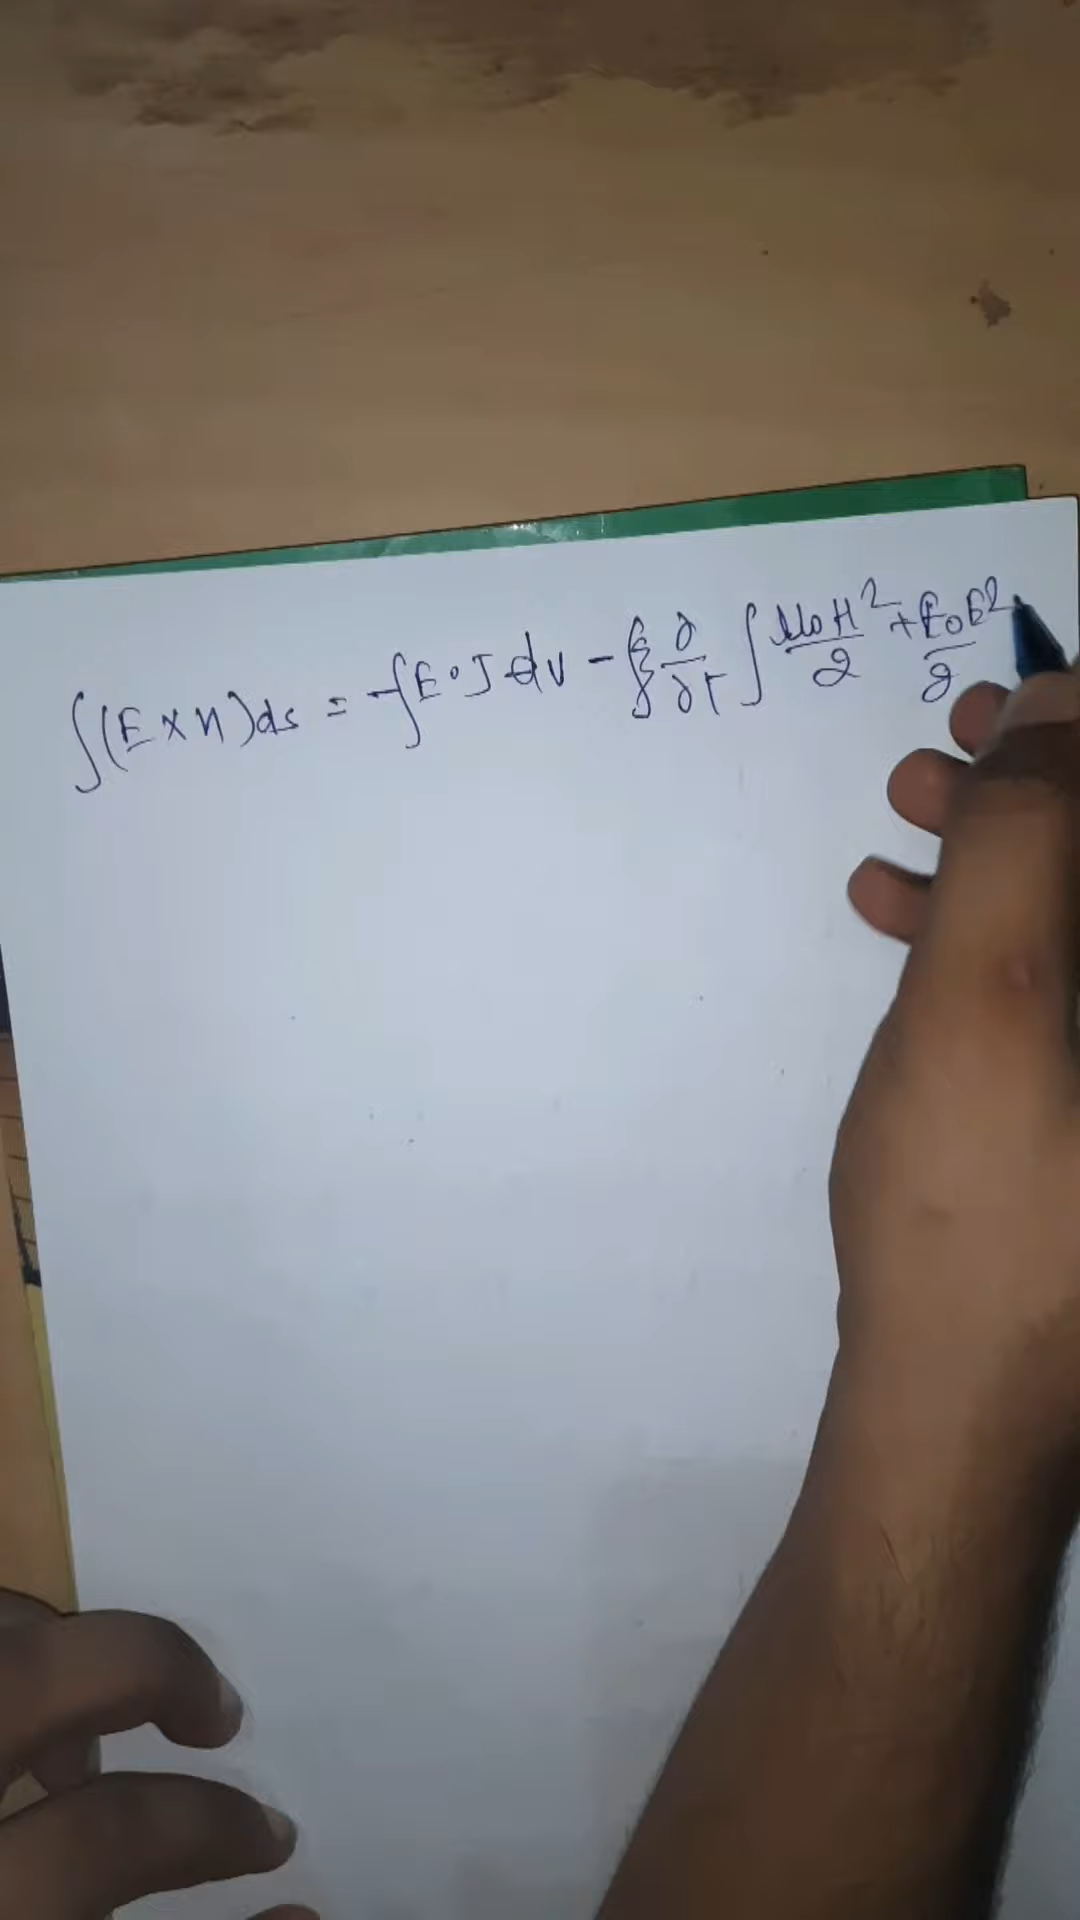 ∫(E × H)ds = -∫E∘J dv - ∂/∂t ∫ μ₀H²/2 + ε₀E²/2